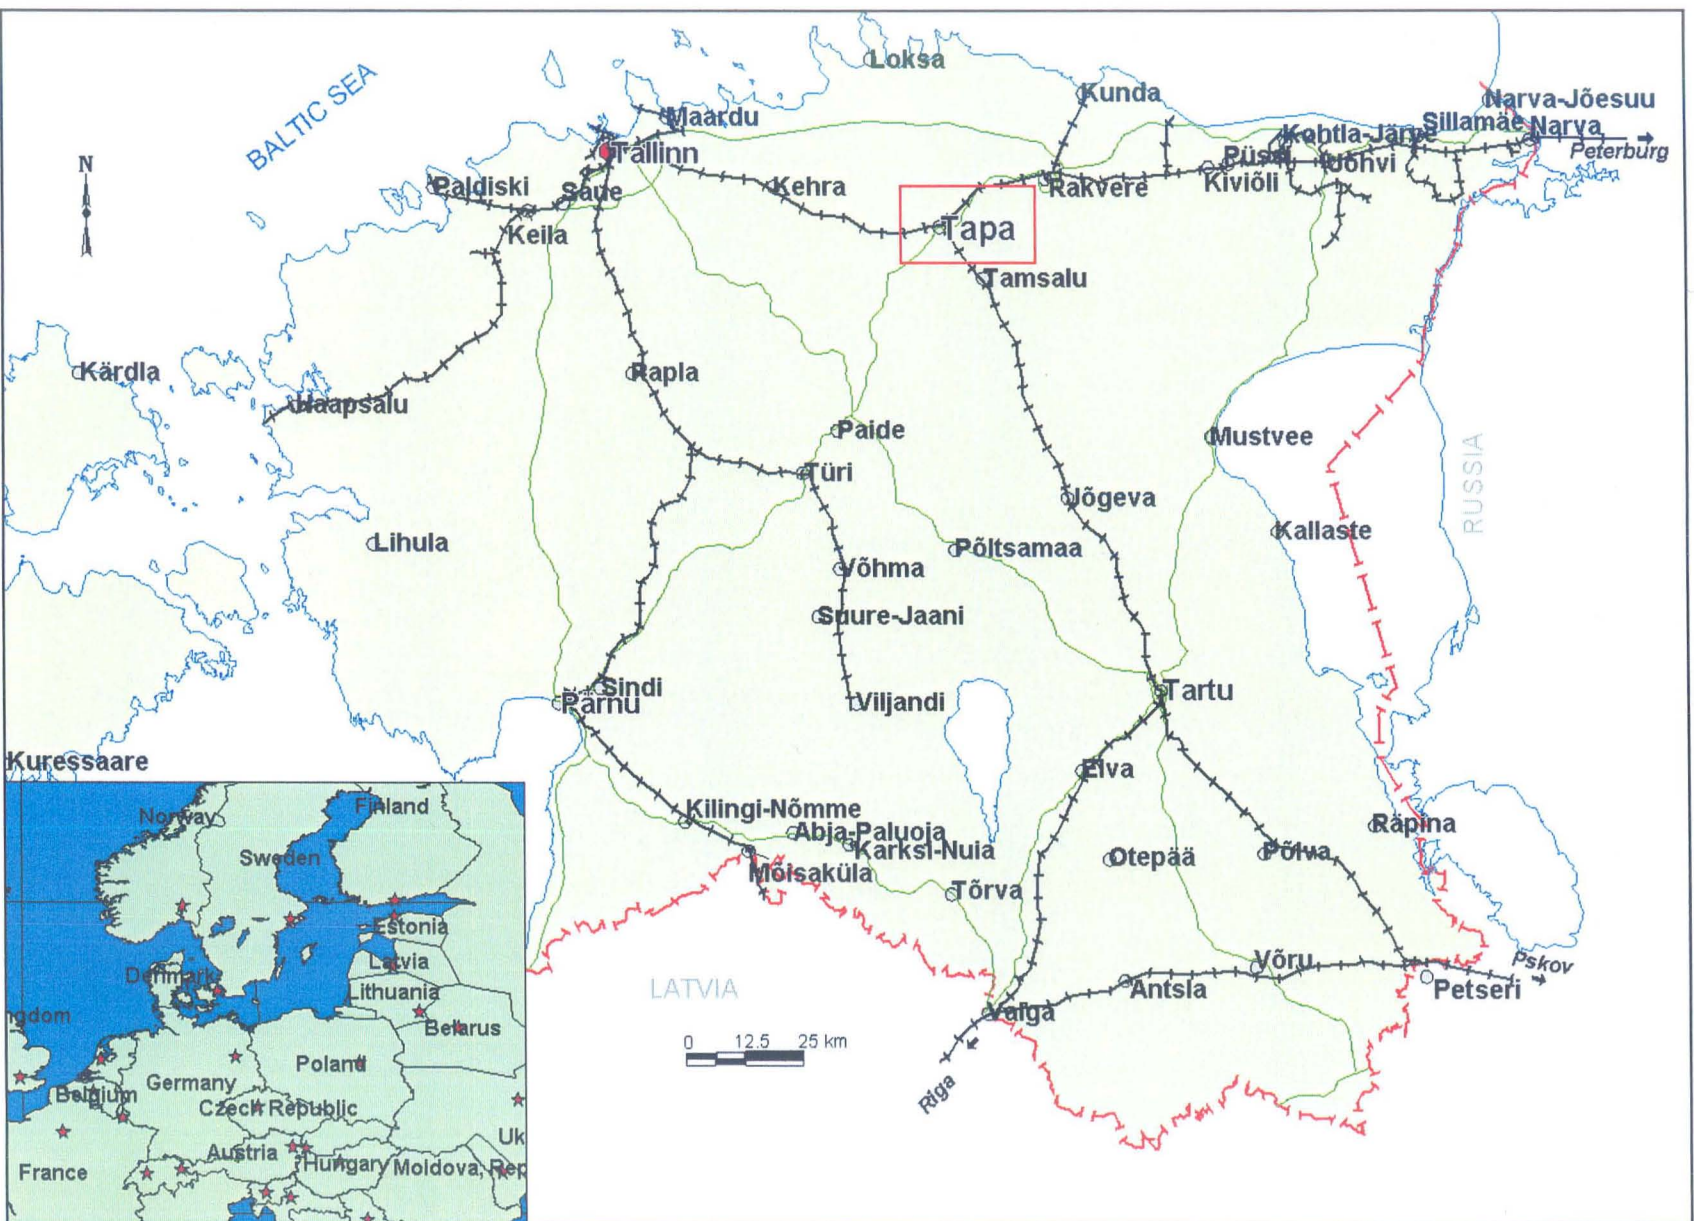 Loksa
Kunda
Narva-Jõesuu
BALTIC SEA
Maardu
Sillamäe
Narva
Kohtla-Järve
Peterburg
N
Tallinn
Püssi
Jõhvi
Paldiski
Saue
Kehra
Rakvere
Kiviõli
Keila
Tapa
Tamsalu
Kärdla
Rapla
Haapsalu
Paide
Mustvee
RUSSIA
Türi
Jõgeva
Kallaste
Lihula
Põltsamaa
Võhma
Suure-Jaani
Sindi
Pärnu
Viljandi
Tartu
Kuressaare
Elva
Kilingi-Nõmme
Abja-Paluoja
Karksi-Nuia
Räpina
Otepää
Põlva
Mõisaküla
Tõrva
Võru
Pskov
LATVIA
Antsla
Petseri
Valga
0 12.5 25 km
Riga
Norway
Finland
Sweden
Estonia
Denmark
Latvia
Lithuania
ngdom
Belarus
Poland
Germany
Belgium
Czech Republic
Uk
Austria
Hungary
Moldova, Rep
France